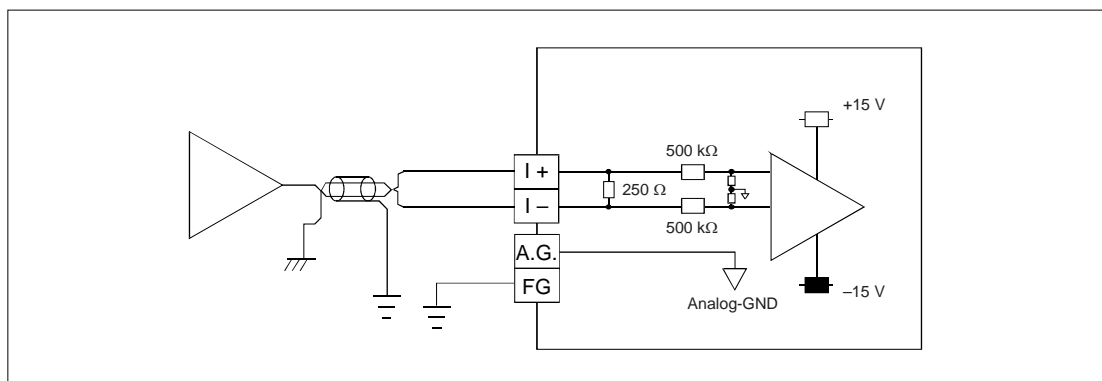 +15 V
500 kΩ
I +
250 Ω
I –
500 kΩ
A.G.
FG
Analog-GND
–15 V